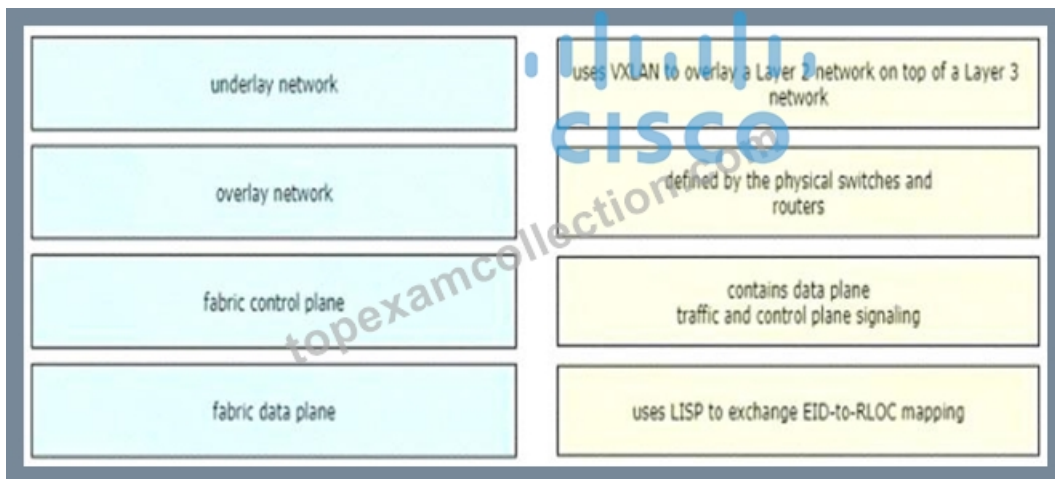 underlay network
uses VXLAN to overlay a Layer 2 network on top of a Layer 3
network
CISCO
overlay network
defined by the physical switches and
routers
fabric control plane
contains data plane
traffic and control plane signaling
fabric data plane
uses LISP to exchange EID-to-RLOC mapping
topexamcollection.com